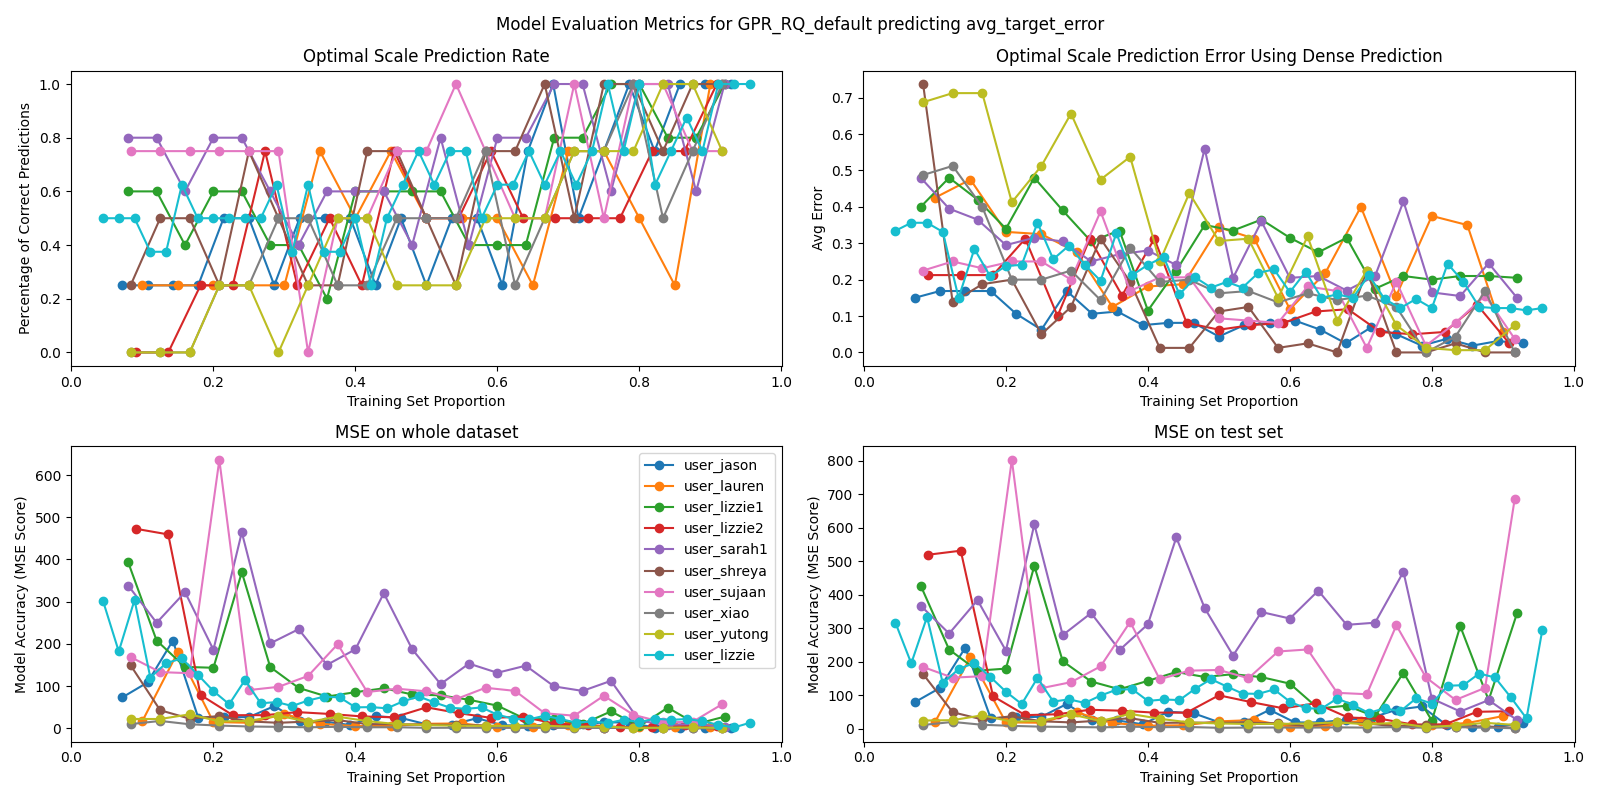 Model Evaluation Metrics for GPR_RQ_default predicting avg_target_error
Optimal Scale Prediction Rate
Percentage of Correct Predictions
1.0
0.8
0.6
0.4
0.2
0.0
0.0 0.2 0.4 0.6 0.8 1.0
Training Set Proportion
Optimal Scale Prediction Error Using Dense Prediction
Avg Error
0.7
0.6
0.5
0.4
0.3
0.2
0.1
0.0
0.0 0.2 0.4 0.6 0.8 1.0
Training Set Proportion
MSE on whole dataset
Model Accuracy (MSE Score)
600
500
400
300
200
100
0
0.0 0.2 0.4 0.6 0.8 1.0
Training Set Proportion
user_jason
user_lauren
user_lizzie1
user_lizzie2
user_sarah1
user_shreya
user_sujaan
user_xiao
user_yutong
user_lizzie
MSE on test set
Model Accuracy (MSE Score)
800
700
600
500
400
300
200
100
0
0.0 0.2 0.4 0.6 0.8 1.0
Training Set Proportion